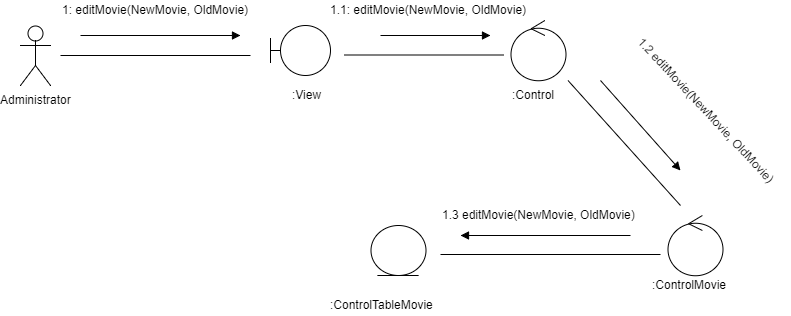 1: editMovie(NewMovie, OldMovie)
1.1: editMovie(NewMovie, OldMovie)
1.2 editMovie(NewMovie, OldMovie)
Administrator
:View
:Control
1.3 editMovie(NewMovie, OldMovie)
:ControlMovie
:ControlTableMovie